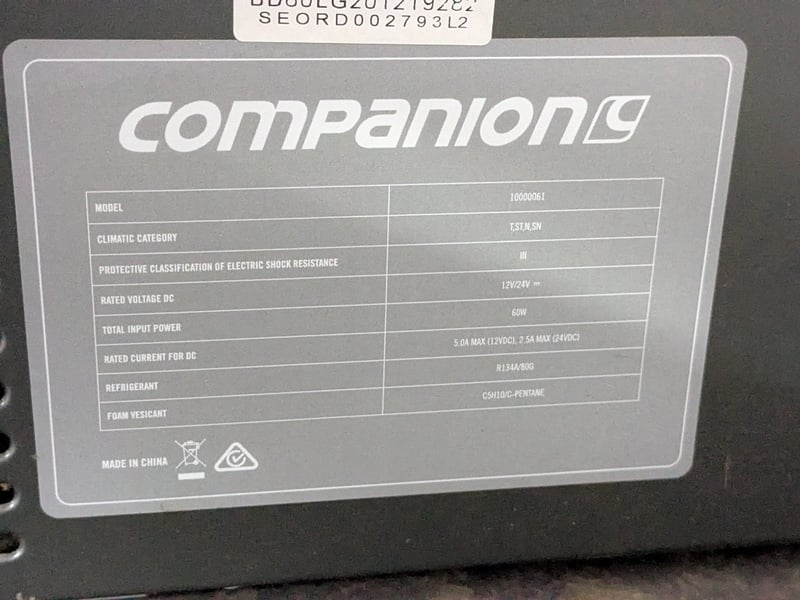 BD60LG201219282
SEORD002793L2
COMPANION
MODEL 10000061
CLIMATIC CATEGORY T,ST,N,SN
PROTECTIVE CLASSIFICATION OF ELECTRIC SHOCK RESISTANCE III
RATED VOLTAGE DC 12V/24V ⎓
TOTAL INPUT POWER 60W
RATED CURRENT FOR DC 5.0A MAX (12VDC), 2.5A MAX (24VDC)
REFRIGERANT R134A/80G
FOAM YESICANT C5H10/C-PENTANE
MADE IN CHINA